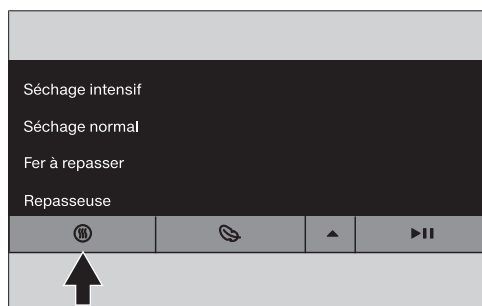 Séchage intensif
Séchage normal
Fer à repasser
Repasseuse